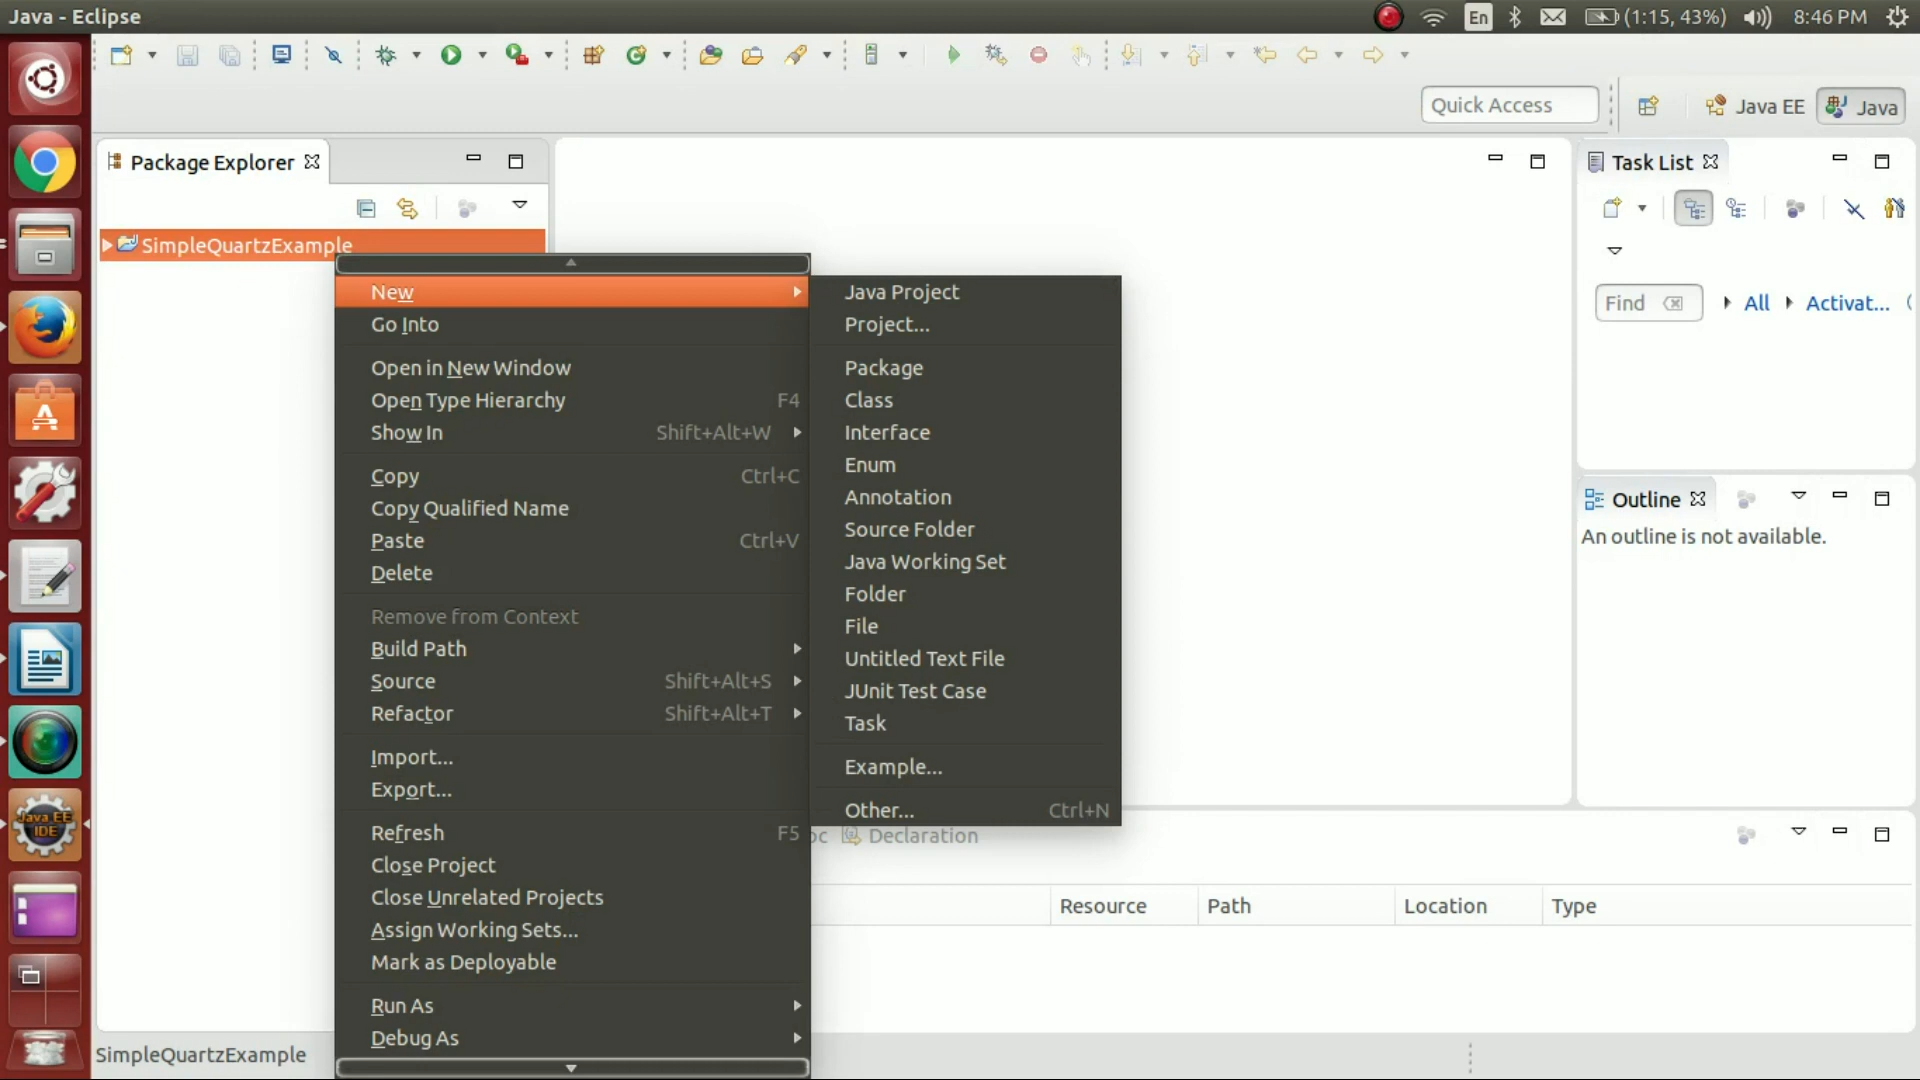 Java - Eclipse
En
(1:15, 43%)
8:46 PM
Quick Access
Java EE
Java
Package Explorer
SimpleQuartzExample
New
Go Into
Open in New Window
Open Type Hierarchy F4
Show In Shift+Alt+W
Copy Ctrl+C
Copy Qualified Name
Paste Ctrl+V
Delete
Remove from Context
Build Path
Source Shift+Alt+S
Refactor Shift+Alt+T
Import...
Export...
Refresh F5
Close Project
Close Unrelated Projects
Assign Working Sets...
Mark as Deployable
Run As
Debug As
Java Project
Project...
Package
Class
Interface
Enum
Annotation
Source Folder
Java Working Set
Folder
File
Untitled Text File
JUnit Test Case
Task
Example...
Other... Ctrl+N
Task List
Find
All
Activat...
Outline
An outline is not available.
Declaration
Resource Path Location Type
Java EE
IDE
SimpleQuartzExample